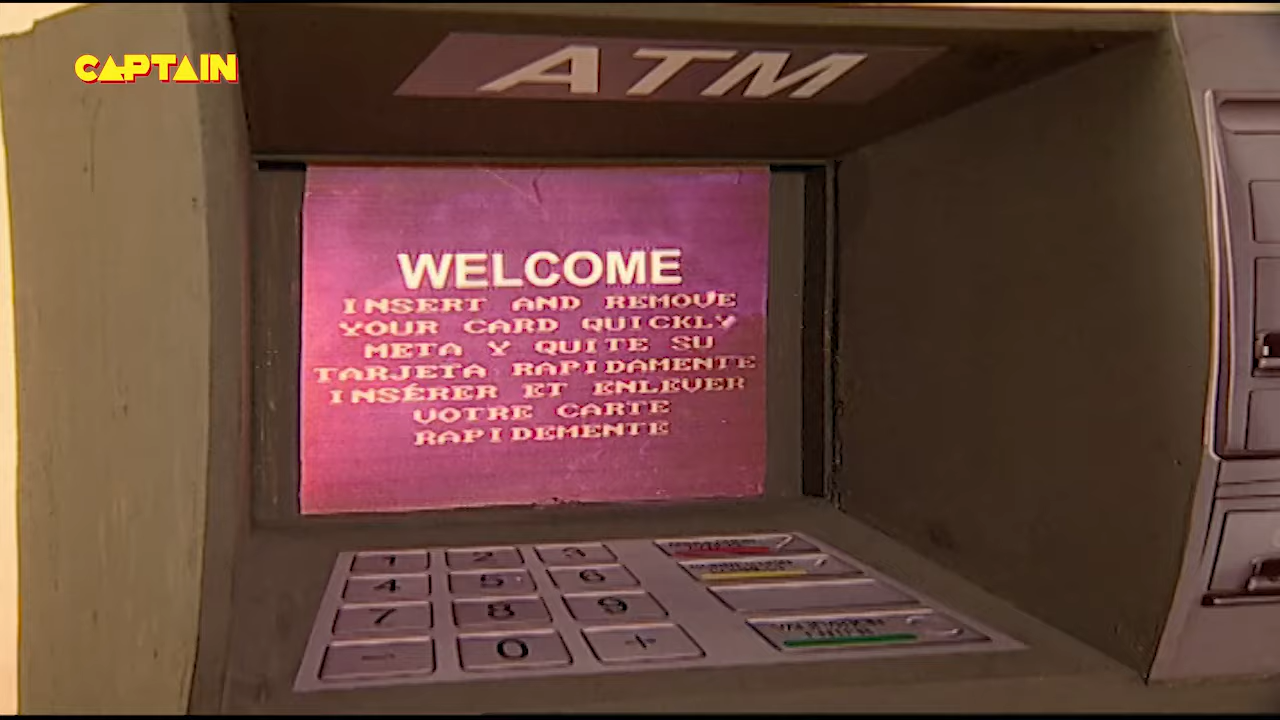 CAPTAIN
ATM
WELCOME
INSERT AND REMOVE
YOUR CARD QUICKLY
META Y QUITE SU
TARJETA RAPIDAMENTE
INSÉRER ET ENLEVER
VOTRE CARTE
RAPIDEMENTE
1 2 3
4 5 6
7 8 9
- 0 +